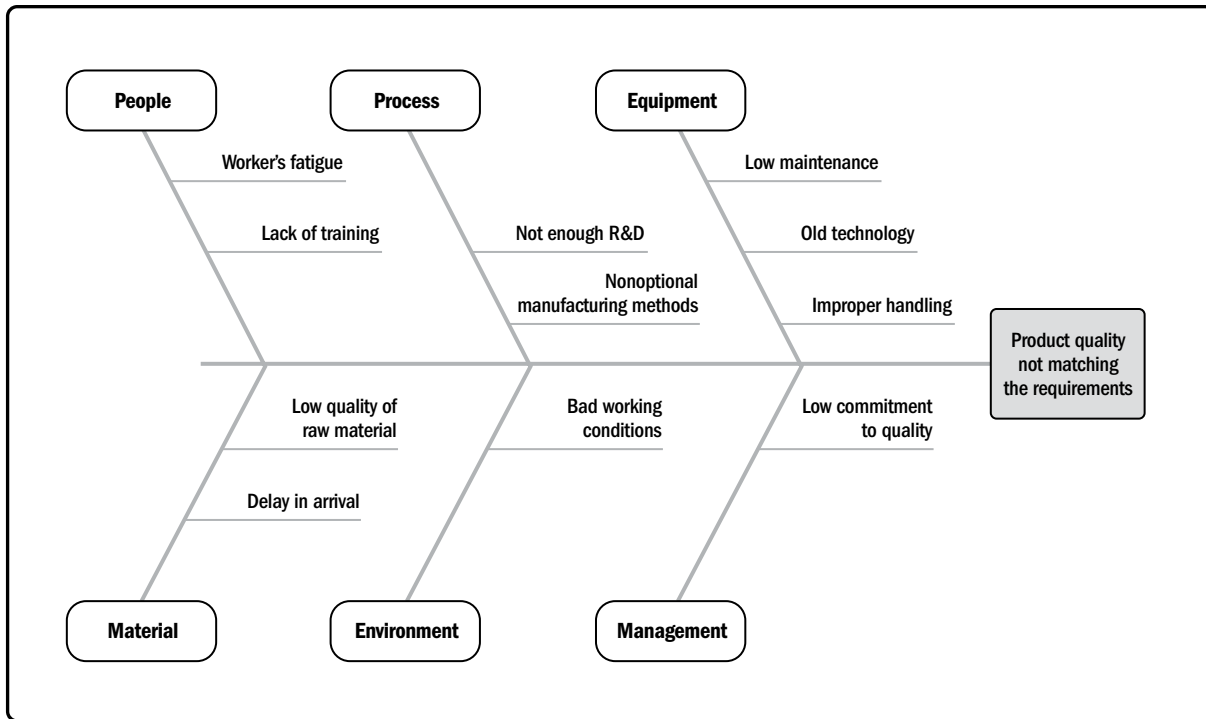 People
Process
Equipment
Worker's fatigue
Low maintenance
Lack of training
Not enough R&D
Old technology
Nonoptional
manufacturing methods
Improper handling
Product quality
not matching
the requirements
Low quality of
raw material
Bad working
conditions
Low commitment
to quality
Delay in arrival
Material
Environment
Management